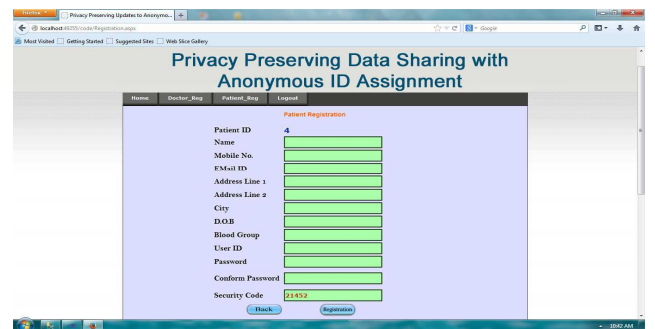 Firefox
Privacy Preserving Updates to Anonymo...
localhost:49255/code/Registration.aspx
Google
Most Visited Getting Started Suggested Sites Web Slice Gallery
Privacy Preserving Data Sharing with
Anonymous ID Assignment
Home Doctor_Reg Patient_Reg Logout
Patient Registration
Patient ID 4
Name
Mobile No.
EMail ID
Address Line 1
Address Line 2
City
D.O.B
Blood Group
User ID
Password
Conform Password
Security Code 21452
Back Registration
10:42 AM